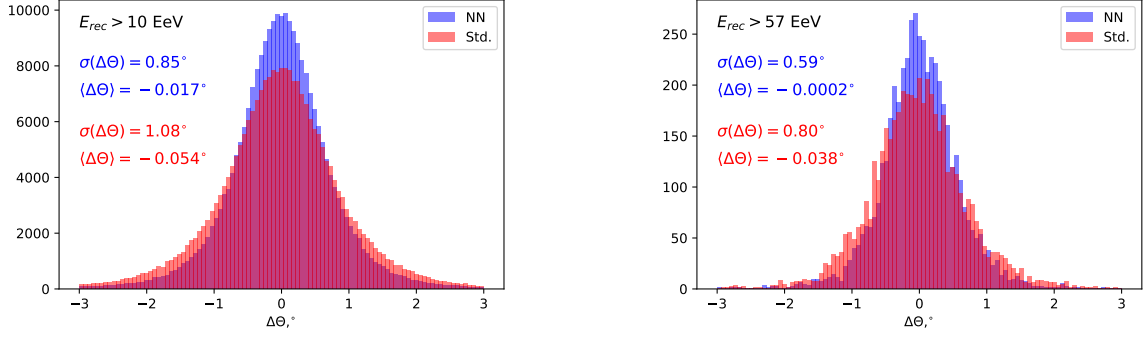 E_rec > 10 EeV
σ(ΔΘ) = 0.85°
⟨ΔΘ⟩ = −0.017°
σ(ΔΘ) = 1.08°
⟨ΔΘ⟩ = −0.054°
NN
Std.
10000
8000
6000
4000
2000
0
−3 −2 −1 0 1 2 3
ΔΘ,°
E_rec > 57 EeV
σ(ΔΘ) = 0.59°
⟨ΔΘ⟩ = −0.0002°
σ(ΔΘ) = 0.80°
⟨ΔΘ⟩ = −0.038°
NN
Std.
250
200
150
100
50
0
−3 −2 −1 0 1 2 3
ΔΘ,°